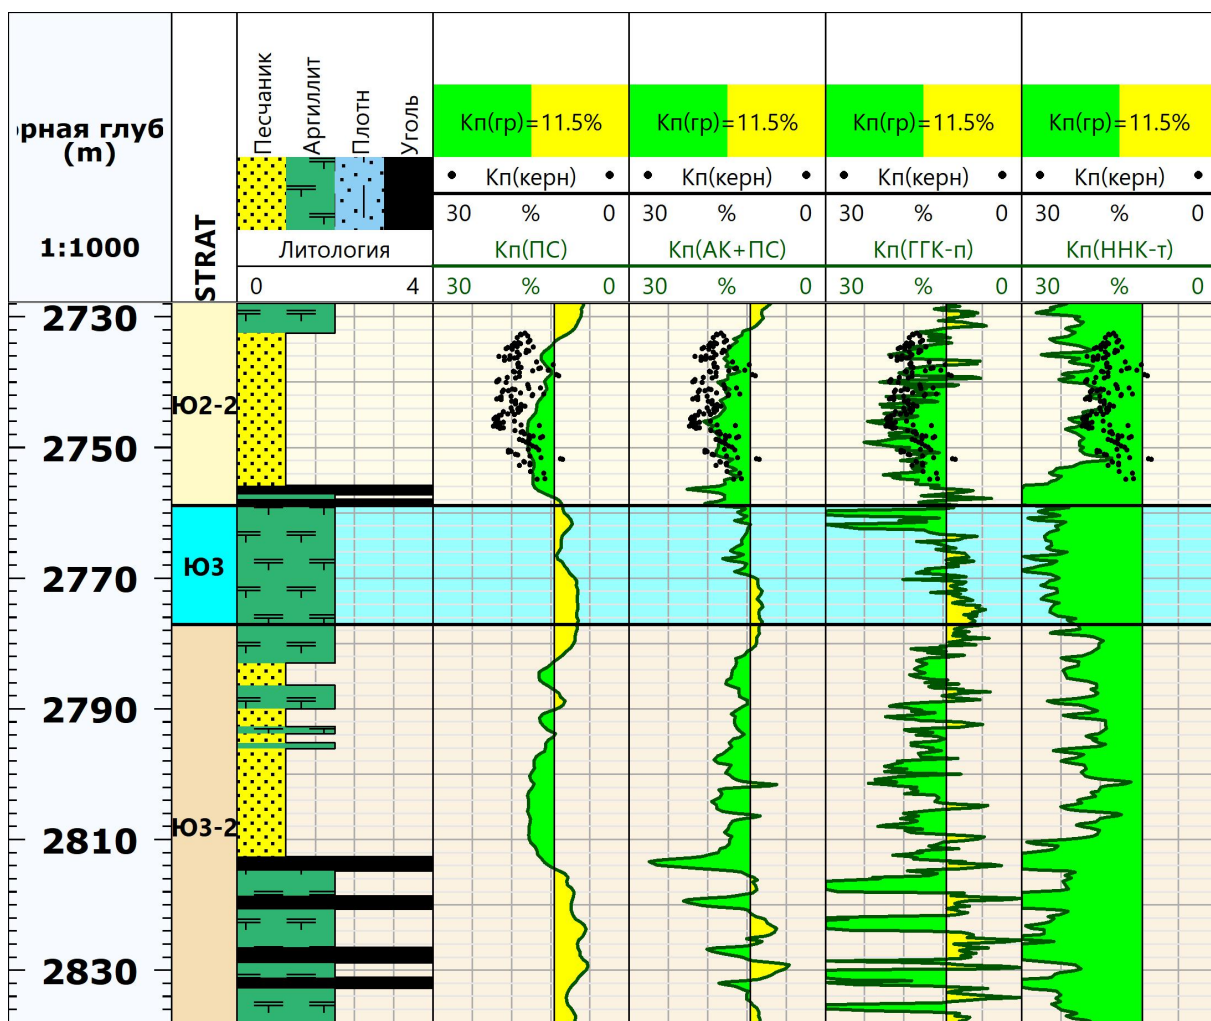 рная глуб
(m)
1:1000
STRAT
Песчаник
Аргиллит
Плотн
Уголь
Литология
0 4
Кп(гр)=11.5%
Кп(керн)
30 % 0
Кп(ПС)
30 % 0
Кп(гр)=11.5%
Кп(керн)
30 % 0
Кп(АК+ПС)
30 % 0
Кп(гр)=11.5%
Кп(керн)
30 % 0
Кп(ГГК-п)
30 % 0
Кп(гр)=11.5%
Кп(керн)
30 % 0
Кп(ННК-т)
30 % 0
2730
Ю2-2
2750
Ю3
2770
2790
Ю3-2
2810
2830